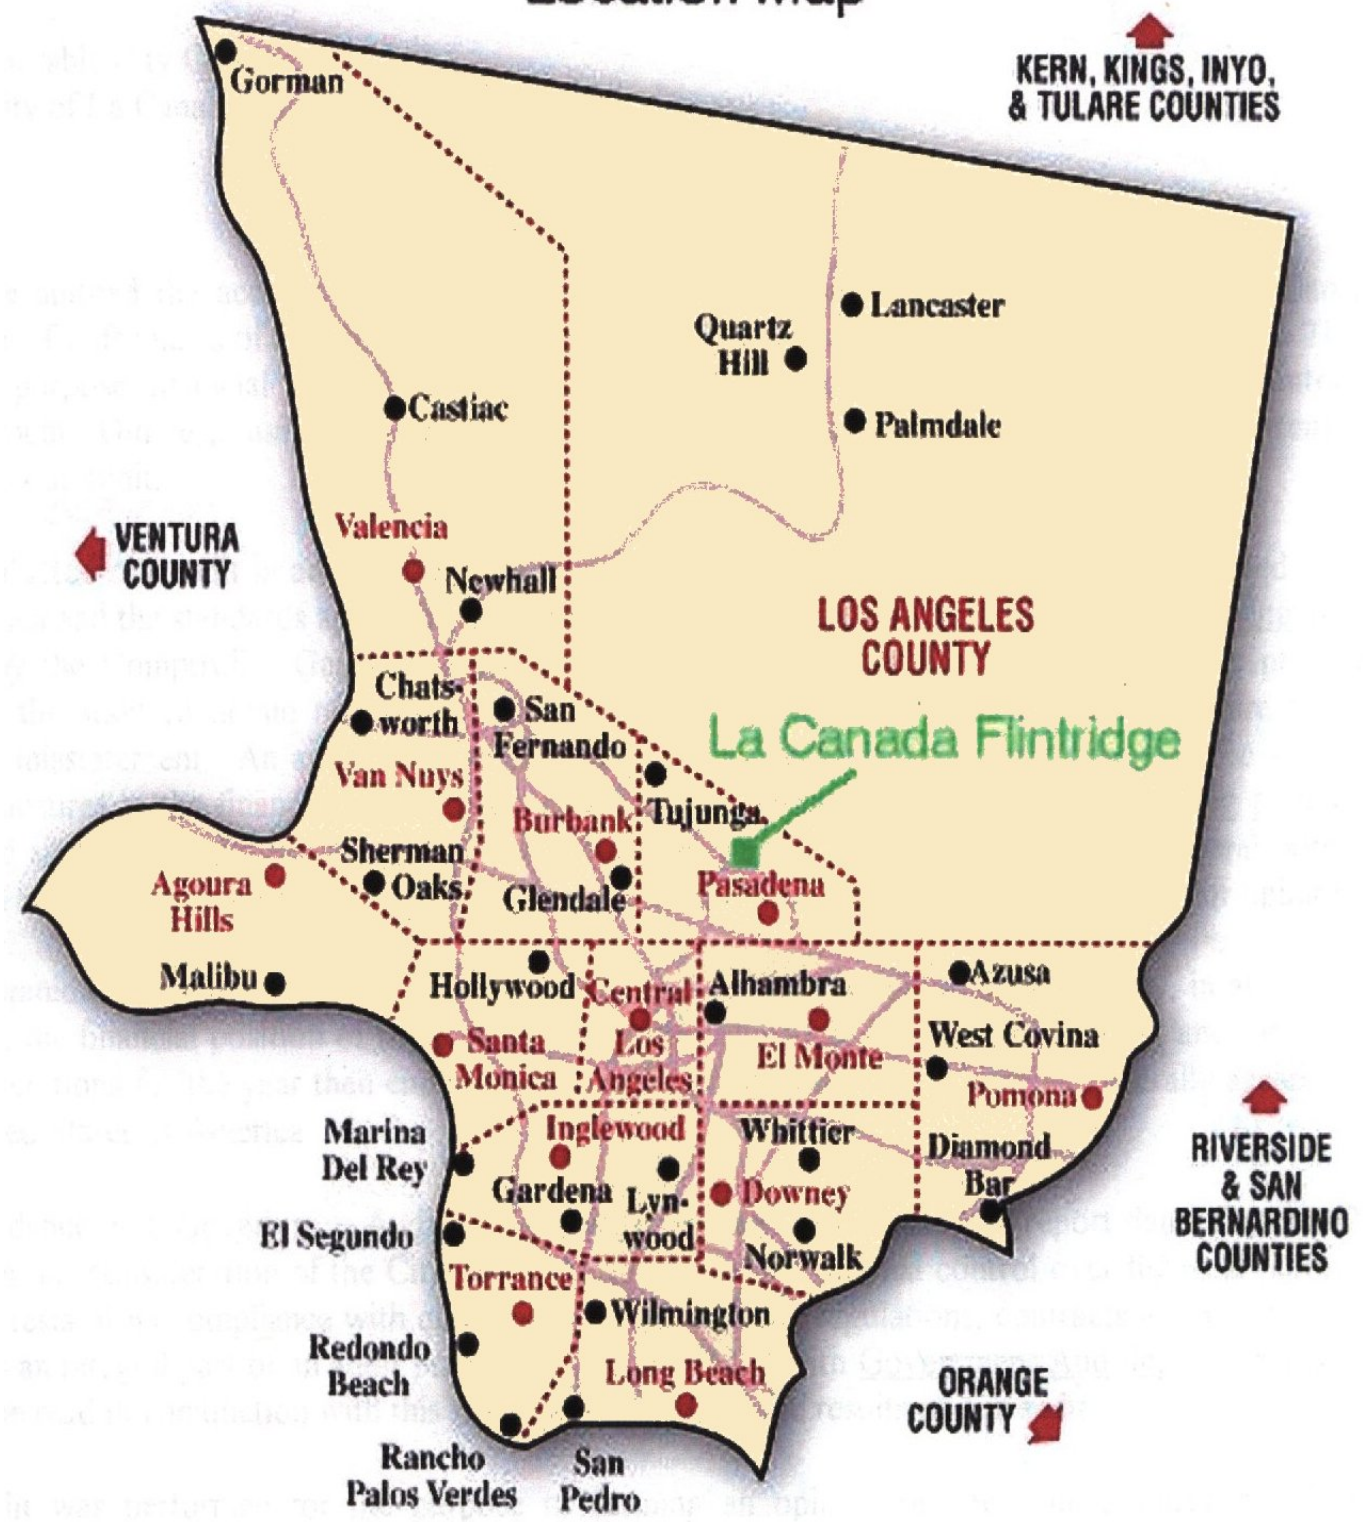 Location Map
KERN, KINGS, INYO,
& TULARE COUNTIES
Gorman
Lancaster
Quartz
Hill
Palmdale
Castiac
Valencia
Newhall
VENTURA
COUNTY
LOS ANGELES
COUNTY
La Canada Flintridge
Chats-
worth
San
Fernando
Van Nuys
Tujunga
Burbank
Sherman
Oaks
Glendale
Pasadena
Agoura
Hills
Malibu
Hollywood
Central
Los
Angeles
Alhambra
Azusa
Santa
Monica
El Monte
West Covina
Pomona
Marina
Del Rey
Inglewood
Whittier
Diamond
Bar
RIVERSIDE
& SAN
BERNARDINO
COUNTIES
Gardena
Lyn-
wood
Downey
El Segundo
Norwalk
Torrance
Wilmington
Redondo
Beach
Long Beach
ORANGE
COUNTY
Rancho
Palos Verdes
San
Pedro